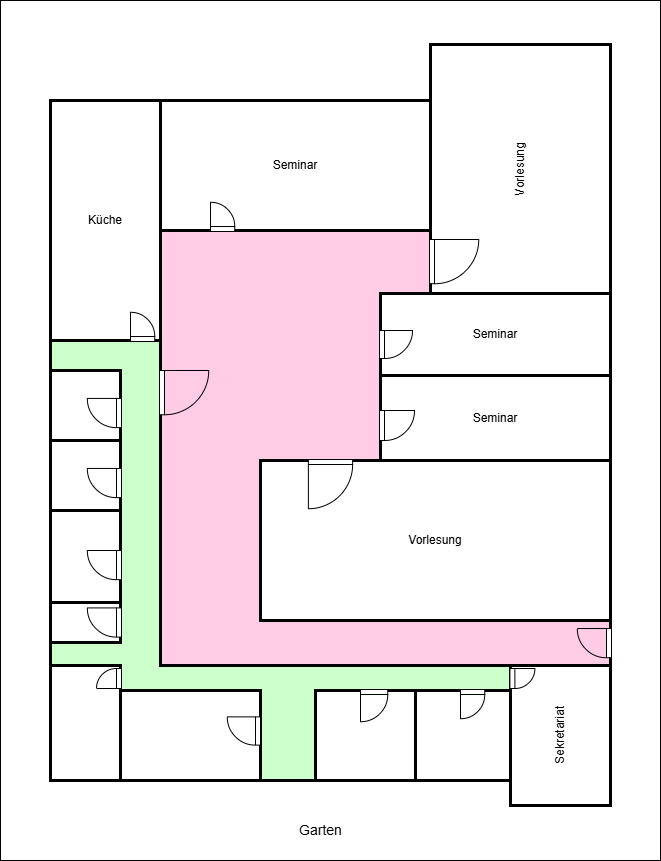 Vorlesung
Seminar
Küche
Seminar
Seminar
Vorlesung
Sekretariat
Garten